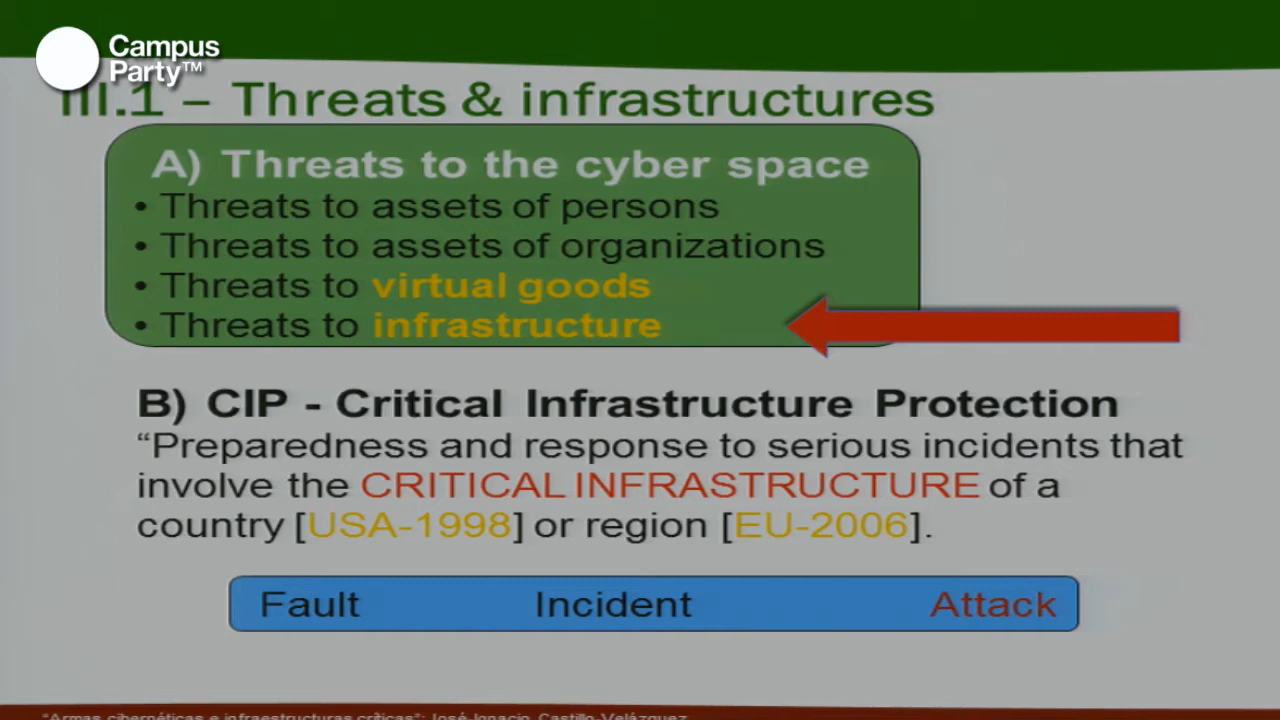 Campus
Party™
III.1 – Threats & infrastructures
A) Threats to the cyber space
• Threats to assets of persons
• Threats to assets of organizations
• Threats to virtual goods
• Threats to infrastructure
B) CIP - Critical Infrastructure Protection
“Preparedness and response to serious incidents that
involve the CRITICAL INFRASTRUCTURE of a
country [USA-1998] or region [EU-2006].
Fault Incident Attack
“Armas cibernéticas e infraestructuras críticas”; José-Ignacio Castillo-Velázquez